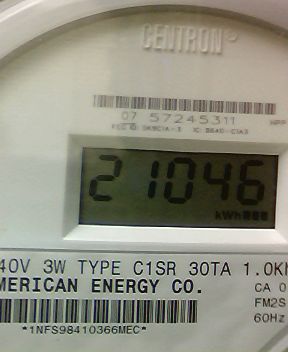 CENTRON®
07 57245311
21046
kWh
40V 3W TYPE C1SR 30TA 1.0K
MERICAN ENERGY CO.
CA 0
FM2S
60Hz
*1NFS98410366MEC*